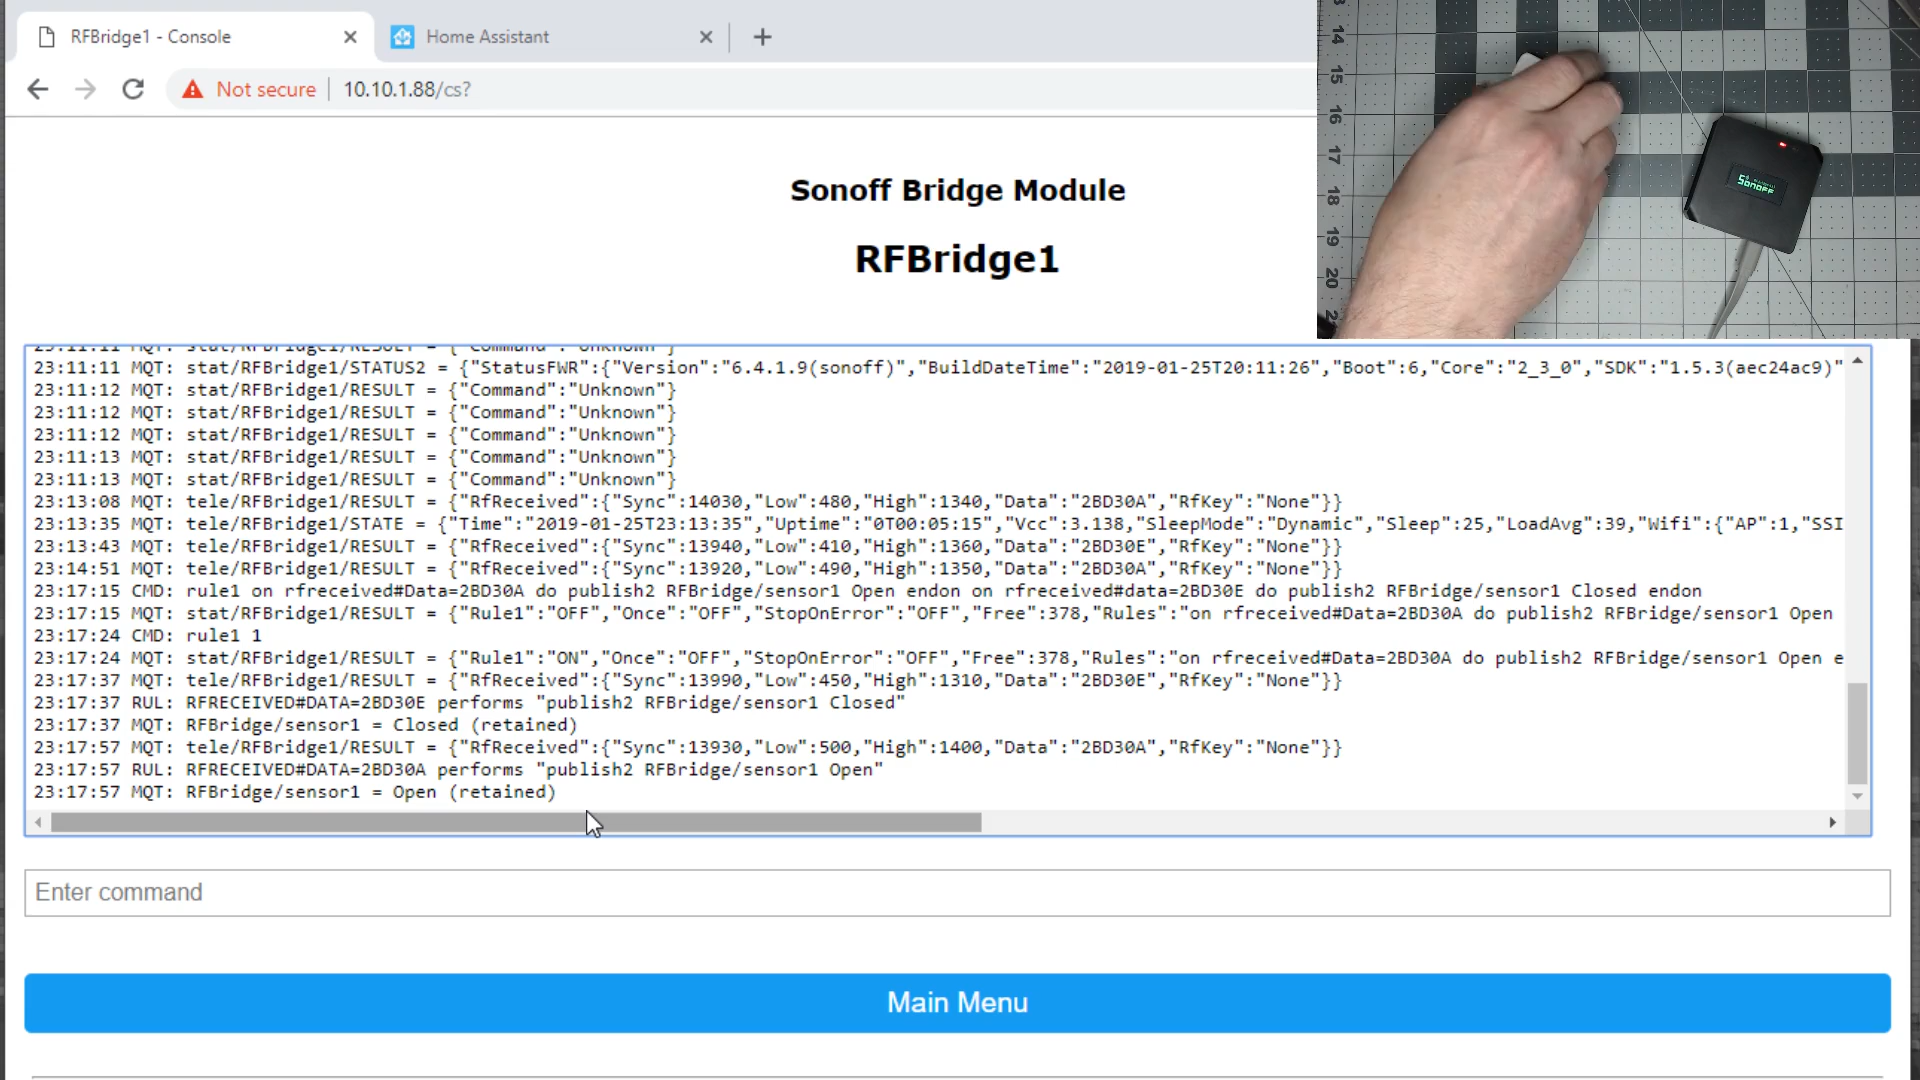 RFBridge1 - Console
Home Assistant
Not secure
10.10.1.88/cs?
Sonoff Bridge Module
RFBridge1
23:11:11 MQT: stat/RFBridge1/RESULT = {"Command":"Unknown"}
23:11:11 MQT: stat/RFBridge1/STATUS2 = {"StatusFWR":{"Version":"6.4.1.9(sonoff)","BuildDateTime":"2019-01-25T20:11:26","Boot":6,"Core":"2_3_0","SDK":"1.5.3(aec24ac9)"
23:11:12 MQT: stat/RFBridge1/RESULT = {"Command":"Unknown"}
23:11:12 MQT: stat/RFBridge1/RESULT = {"Command":"Unknown"}
23:11:12 MQT: stat/RFBridge1/RESULT = {"Command":"Unknown"}
23:11:13 MQT: stat/RFBridge1/RESULT = {"Command":"Unknown"}
23:11:13 MQT: stat/RFBridge1/RESULT = {"Command":"Unknown"}
23:13:08 MQT: tele/RFBridge1/RESULT = {"RfReceived":{"Sync":14030,"Low":480,"High":1340,"Data":"2BD30A","RfKey":"None"}}
23:13:35 MQT: tele/RFBridge1/STATE = {"Time":"2019-01-25T23:13:35","Uptime":"0T00:05:15","Vcc":3.138,"SleepMode":"Dynamic","Sleep":25,"LoadAvg":39,"Wifi":{"AP":1,"SSI
23:13:43 MQT: tele/RFBridge1/RESULT = {"RfReceived":{"Sync":13940,"Low":410,"High":1360,"Data":"2BD30E","RfKey":"None"}}
23:14:51 MQT: tele/RFBridge1/RESULT = {"RfReceived":{"Sync":13920,"Low":490,"High":1350,"Data":"2BD30A","RfKey":"None"}}
23:17:15 CMD: rule1 on rfreceived#Data=2BD30A do publish2 RFBridge/sensor1 Open endon on rfreceived#data=2BD30E do publish2 RFBridge/sensor1 Closed endon
23:17:15 MQT: stat/RFBridge1/RESULT = {"Rule1":"OFF","Once":"OFF","StopOnError":"OFF","Free":378,"Rules":"on rfreceived#Data=2BD30A do publish2 RFBridge/sensor1 Open
23:17:24 CMD: rule1 1
23:17:24 MQT: stat/RFBridge1/RESULT = {"Rule1":"ON","Once":"OFF","StopOnError":"OFF","Free":378,"Rules":"on rfreceived#Data=2BD30A do publish2 RFBridge/sensor1 Open e
23:17:37 MQT: tele/RFBridge1/RESULT = {"RfReceived":{"Sync":13990,"Low":450,"High":1310,"Data":"2BD30E","RfKey":"None"}}
23:17:37 RUL: RFRECEIVED#DATA=2BD30E performs "publish2 RFBridge/sensor1 Closed"
23:17:37 MQT: RFBridge/sensor1 = Closed (retained)
23:17:57 MQT: tele/RFBridge1/RESULT = {"RfReceived":{"Sync":13930,"Low":500,"High":1400,"Data":"2BD30A","RfKey":"None"}}
23:17:57 RUL: RFRECEIVED#DATA=2BD30A performs "publish2 RFBridge/sensor1 Open"
23:17:57 MQT: RFBridge/sensor1 = Open (retained)
Enter command
Main Menu
14
15
16
17
18
19
20
SonoFF